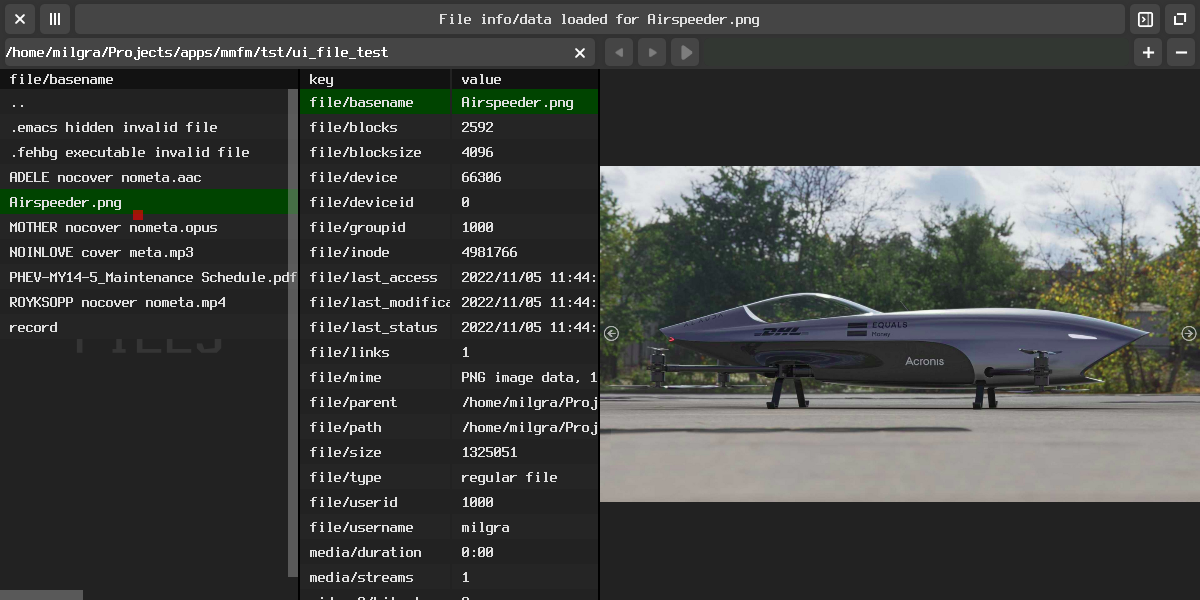 File info/data loaded for Airspeeder.png
/home/milgra/Projects/apps/mmfm/tst/ui_file_test
file/basename
..
.emacs hidden invalid file
.fehbg executable invalid file
ADELE nocover nometa.aac
Airspeeder.png
MOTHER nocover nometa.opus
NOINLOVE cover meta.mp3
PHEV-MY14-5_Maintenance Schedule.pdf
ROYKSOPP nocover nometa.mp4
record
FILES
key value
file/basename Airspeeder.png
file/blocks 2592
file/blocksize 4096
file/device 66306
file/deviceid 0
file/groupid 1000
file/inode 4981766
file/last_access 2022/11/05 11:44:
file/last_modifica 2022/11/05 11:44:
file/last_status 2022/11/05 11:44:
file/links 1
file/mime PNG image data, 1
file/parent /home/milgra/Proj
file/path /home/milgra/Proj
file/size 1325051
file/type regular file
file/userid 1000
file/username milgra
media/duration 0:00
media/streams 1
DHL
EQUALS
Money
Acronis